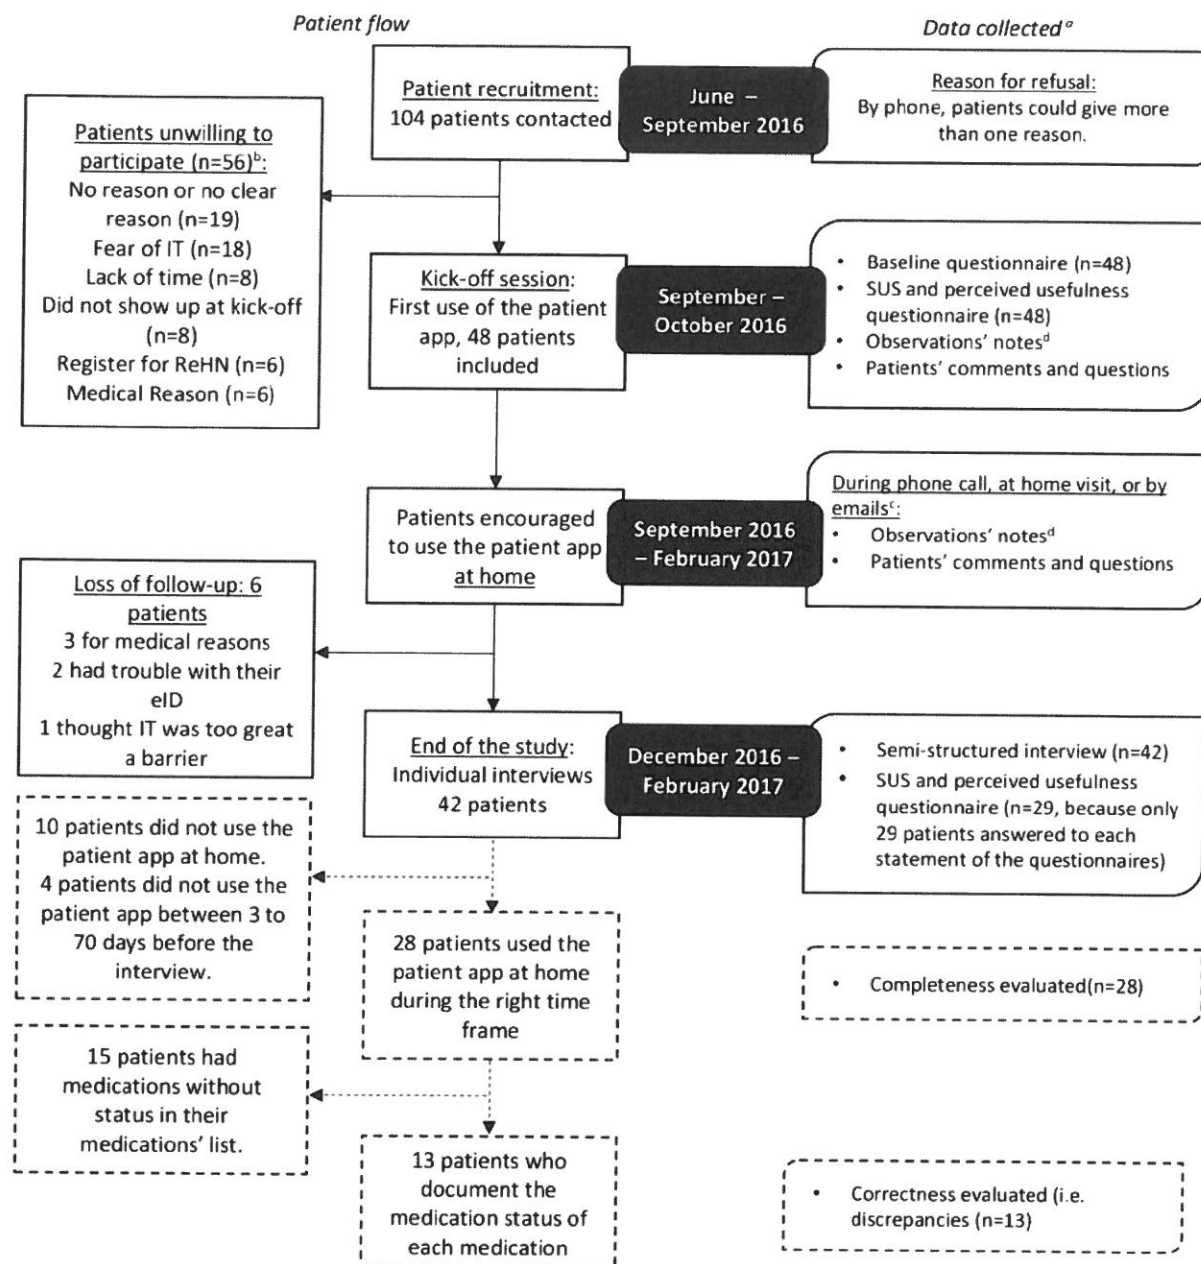 Patient flow
Data collected a
Patient recruitment:
104 patients contacted
June –
September 2016
Reason for refusal:
By phone, patients could give more
than one reason.
Patients unwilling to
participate (n=56)b:
No reason or no clear
reason (n=19)
Fear of IT (n=18)
Lack of time (n=8)
Did not show up at kick-off
(n=8)
Register for ReHN (n=6)
Medical Reason (n=6)
Kick-off session:
First use of the patient
app, 48 patients
included
September –
October 2016
• Baseline questionnaire (n=48)
• SUS and perceived usefulness
questionnaire (n=48)
• Observations' notesd
• Patients' comments and questions
Patients encouraged
to use the patient app
at home
September 2016
– February 2017
During phone call, at home visit, or by
emailsc:
• Observations' notesd
• Patients' comments and questions
Loss of follow-up: 6
patients
3 for medical reasons
2 had trouble with their
eID
1 thought IT was too great
a barrier
End of the study:
Individual interviews
42 patients
December 2016 –
February 2017
• Semi-structured interview (n=42)
• SUS and perceived usefulness
questionnaire (n=29, because only
29 patients answered to each
statement of the questionnaires)
10 patients did not use the
patient app at home.
4 patients did not use the
patient app between 3 to
70 days before the
interview.
28 patients used the
patient app at home
during the right time
frame
• Completeness evaluated(n=28)
15 patients had
medications without
status in their
medications' list.
13 patients who
document the
medication status of
each medication
• Correctness evaluated (i.e.
discrepancies (n=13)